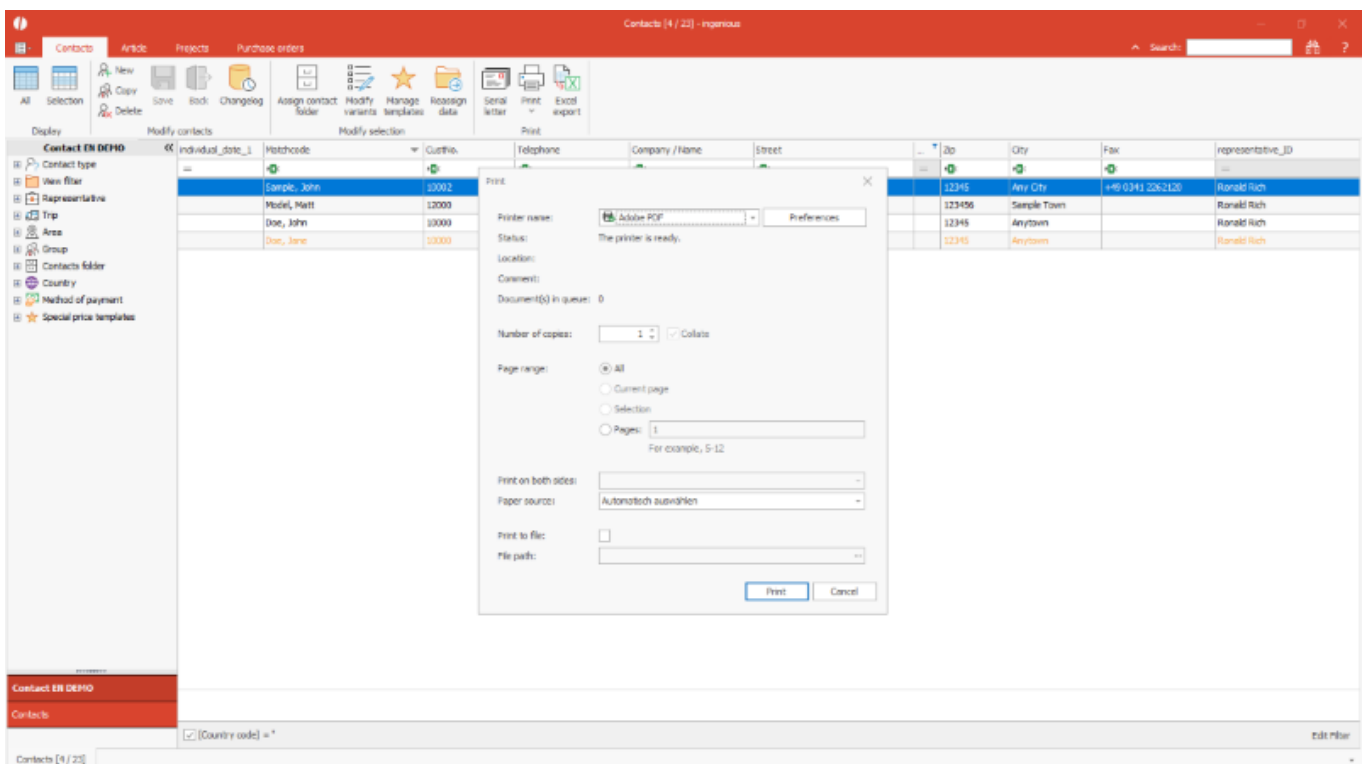 Contacts [4 / 23] - ingenious
Contacts Article Projects Purchase orders Search: ?
All Selection New Copy Delete Save Back Changelog Assign contact folder Modify variants Manage templates Reassign data Serial letter Print Excel export
Display Modify contacts Modify selection Print
Contact EN DEMO
Contact type
View filter
Representative
Trip
Area
Group
Contacts folder
Country
Method of payment
Special price templates
individual_date_1 Matchcode CustNo. Telephone Company / Name Street ... Zip City Fax representative_ID
Sample, John 10002 12345 Any City +49 0341 2262120 Ronald Rich
Model, Matt 12000 123456 Sample Town Ronald Rich
Doe, John 10000 12345 Anytown Ronald Rich
Doe, Jane 10000 12345 Anytown Ronald Rich
Print
Printer name: Adobe PDF Preferences
Status: The printer is ready.
Location:
Comment:
Document(s) in queue: 0
Number of copies: 1 Collate
Page range: All
Current page
Selection
Pages: 1
For example, 5-12
Print on both sides:
Paper source: Automatisch auswählen
Print to file:
File path:
Print Cancel
Contact EN DEMO
Contacts
[Country code] = * Edit Filter
Contacts [4 / 23]